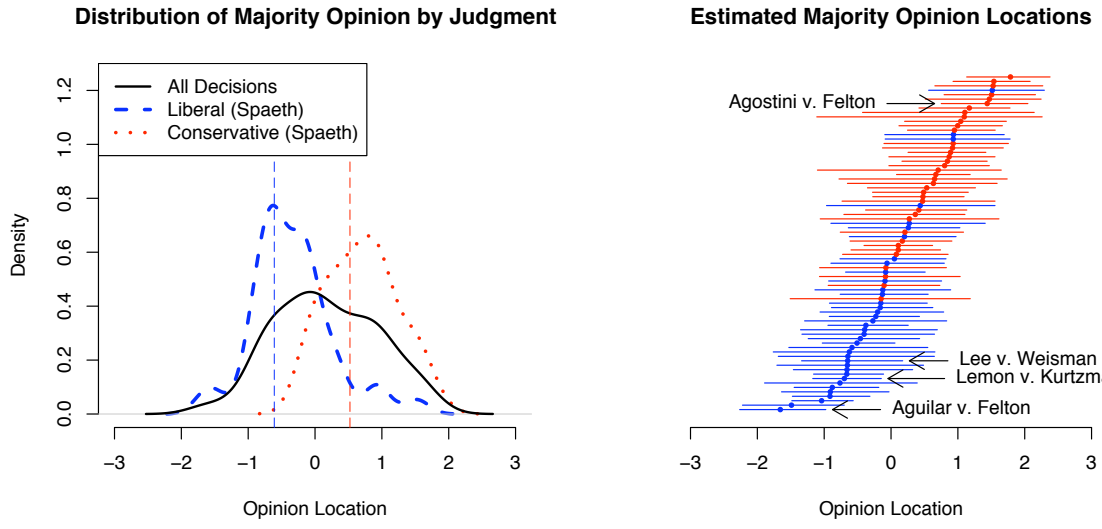 Distribution of Majority Opinion by Judgment
All Decisions
Liberal (Spaeth)
Conservative (Spaeth)
Density
0.0
0.2
0.4
0.6
0.8
1.0
1.2
−3
−2
−1
0
1
2
3
Opinion Location
Estimated Majority Opinion Locations
Agostini v. Felton
Lee v. Weisman
Lemon v. Kurtzm
Aguilar v. Felton
−3
−2
−1
0
1
2
3
Opinion Location